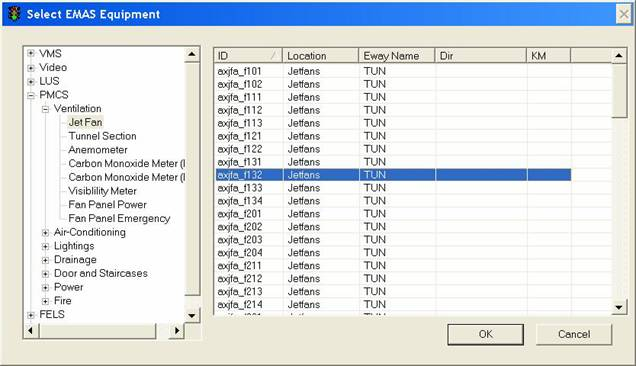 Select EMAS Equipment
VMS
Video
LUS
PMCS
Ventilation
Jet Fan
Tunnel Section
Anemometer
Carbon Monoxide Meter (
Carbon Monoxide Meter (
Visiblility Meter
Fan Panel Power
Fan Panel Emergency
Air-Conditioning
Lightings
Drainage
Door and Staircases
Power
Fire
FELS
ID Location Eway Name Dir KM
axjfa_f101 Jetfans TUN
axjfa_f102 Jetfans TUN
axjfa_f111 Jetfans TUN
axjfa_f112 Jetfans TUN
axjfa_f113 Jetfans TUN
axjfa_f121 Jetfans TUN
axjfa_f122 Jetfans TUN
axjfa_f131 Jetfans TUN
axjfa_f132 Jetfans TUN
axjfa_f133 Jetfans TUN
axjfa_f134 Jetfans TUN
axjfa_f201 Jetfans TUN
axjfa_f202 Jetfans TUN
axjfa_f203 Jetfans TUN
axjfa_f204 Jetfans TUN
axjfa_f211 Jetfans TUN
axjfa_f212 Jetfans TUN
axjfa_f213 Jetfans TUN
axjfa_f214 Jetfans TUN
OK Cancel